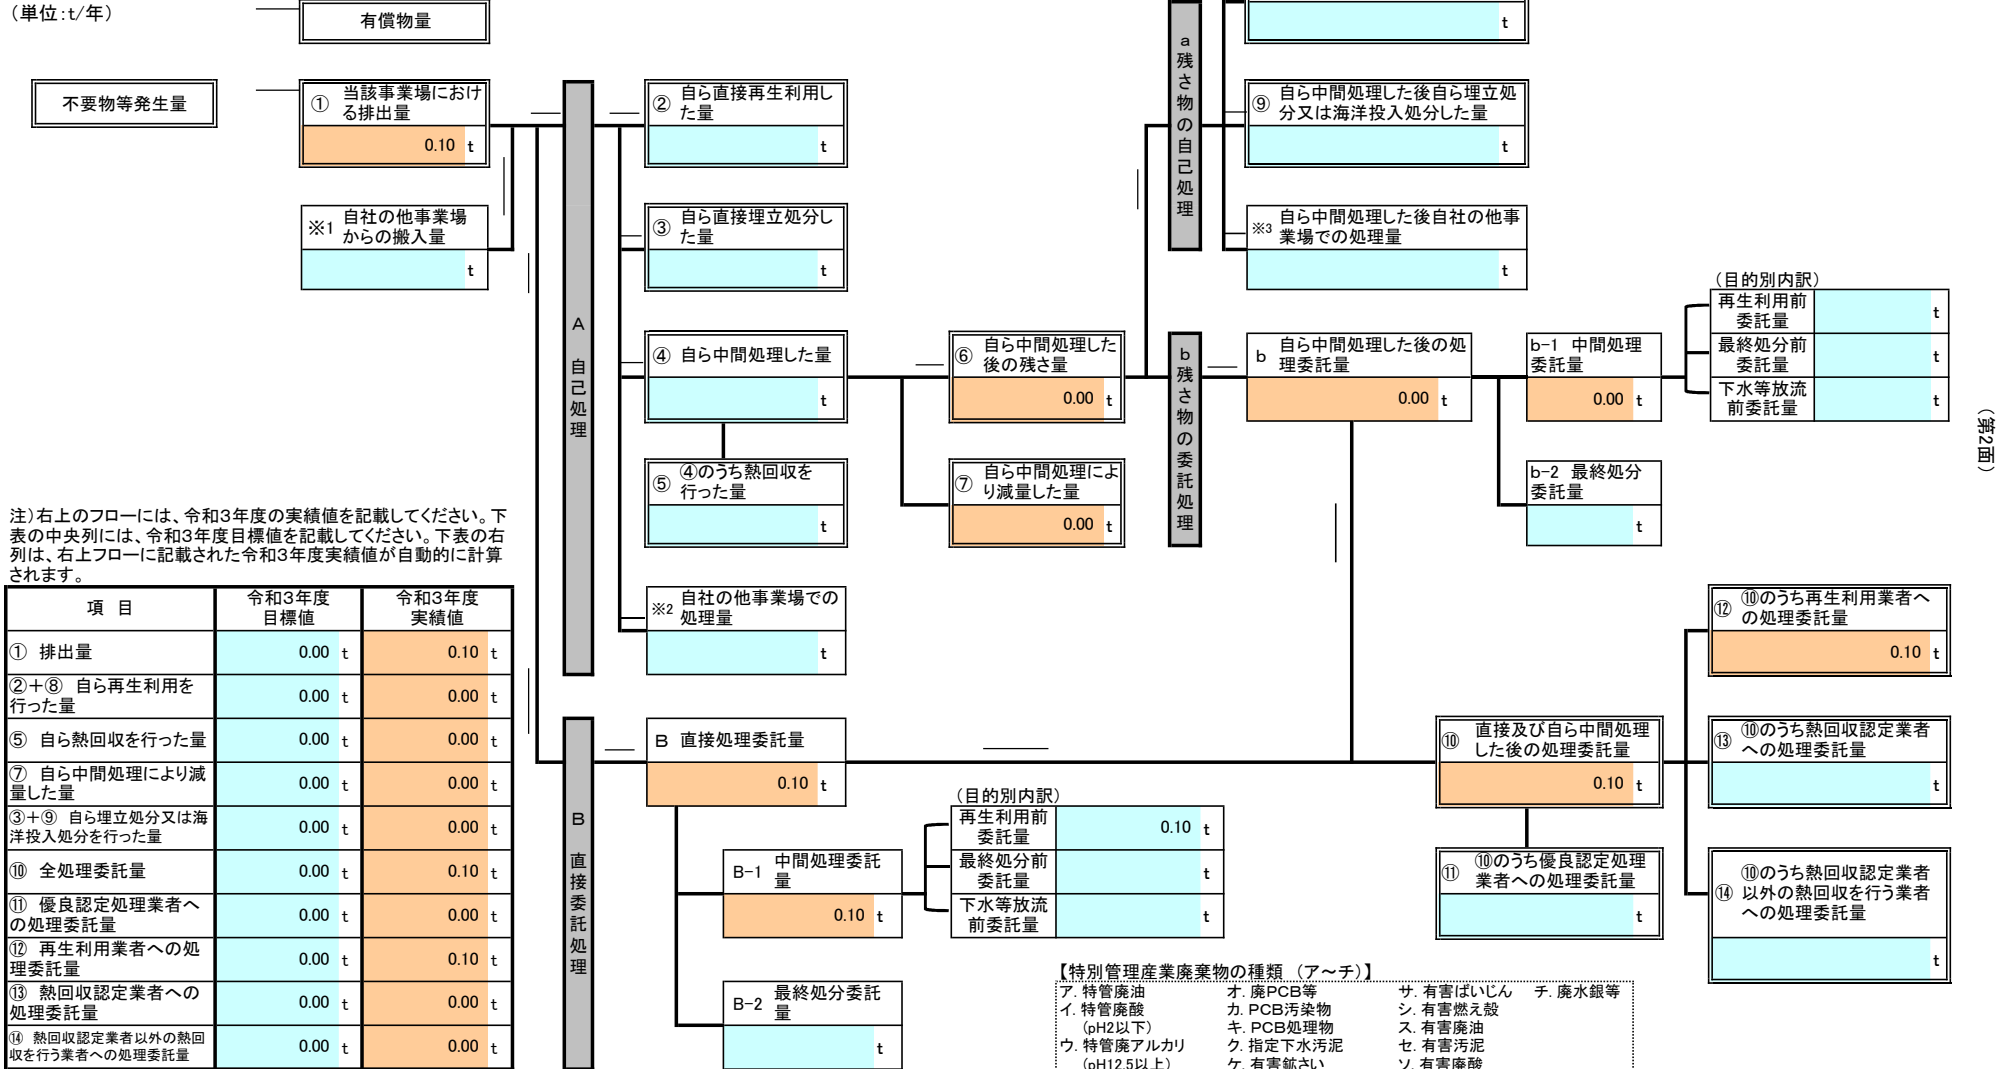 （単位：t/年）
有償物量
不要物等発生量
① 当該事業場におけ
る排出量
0.10 t
※1 自社の他事業場
からの搬入量
t
A 自己処理
② 自ら直接再生利用し
た量
t
③ 自ら直接埋立処分し
た量
t
④ 自ら中間処理した量
t
⑤ ④のうち熱回収を
行った量
t
※2 自社の他事業場での
処理量
t
⑥ 自ら中間処理した
後の残さ量
0.00 t
⑦ 自ら中間処理によ
り減量した量
0.00 t
a 残さ物の自己処理
t
⑨ 自ら中間処理した後自ら埋立処
分又は海洋投入処分した量
t
※3 自ら中間処理した後自社の他事
業場での処理量
t
b 残さ物の委託処理
b 自ら中間処理した後の処
理委託量
0.00 t
b-1 中間処理
委託量
0.00 t
（目的別内訳）
再生利用前
委託量 t
最終処分前
委託量 t
下水等放流
前委託量 t
b-2 最終処分
委託量
t
（第2面）
注）右上のフローには、令和3年度の実績値を記載してください。下
表の中央列には、令和3年度目標値を記載してください。下表の右
列は、右上フローに記載された令和3年度実績値が自動的に計算
されます。
項 目 令和3年度 目標値 令和3年度 実績値
① 排出量 0.00 t 0.10 t
②＋⑧ 自ら再生利用を
行った量 0.00 t 0.00 t
⑤ 自ら熱回収を行った量 0.00 t 0.00 t
⑦ 自ら中間処理により減
量した量 0.00 t 0.00 t
③＋⑨ 自ら埋立処分又は海
洋投入処分を行った量 0.00 t 0.00 t
⑩ 全処理委託量 0.00 t 0.10 t
⑪ 優良認定処理業者へ
の処理委託量 0.00 t 0.00 t
⑫ 再生利用業者への処
理委託量 0.00 t 0.10 t
⑬ 熱回収認定業者への
処理委託量 0.00 t 0.00 t
⑭ 熱回収認定業者以外の熱回
収を行う業者への処理委託量 0.00 t 0.00 t
B 直接委託処理
B 直接処理委託量
0.10 t
B-1 中間処理委託
量
0.10 t
（目的別内訳）
再生利用前
委託量 0.10 t
最終処分前
委託量 t
下水等放流
前委託量 t
B-2 最終処分委託
量
t
⑩ 直接及び自ら中間処理
した後の処理委託量
0.10 t
⑪ ⑩のうち優良認定処理
業者への処理委託量
t
⑫ ⑩のうち再生利用業者へ
の処理委託量
0.10 t
⑬ ⑩のうち熱回収認定業者
への処理委託量
t
⑭ ⑩のうち熱回収認定業者
以外の熱回収を行う業者
への処理委託量
t
【特別管理産業廃棄物の種類 （ア～チ）】
ア. 特管廃油 オ. 廃PCB等 サ. 有害ばいじん チ. 廃水銀等
イ. 特管廃酸 カ. PCB汚染物 シ. 有害燃え殻
（pH2以下） キ. PCB処理物 ス. 有害廃油
ウ. 特管廃アルカリ ク. 指定下水汚泥 セ. 有害汚泥
（pH12.5以上） ケ. 有害鉱さい ソ. 有害廃酸